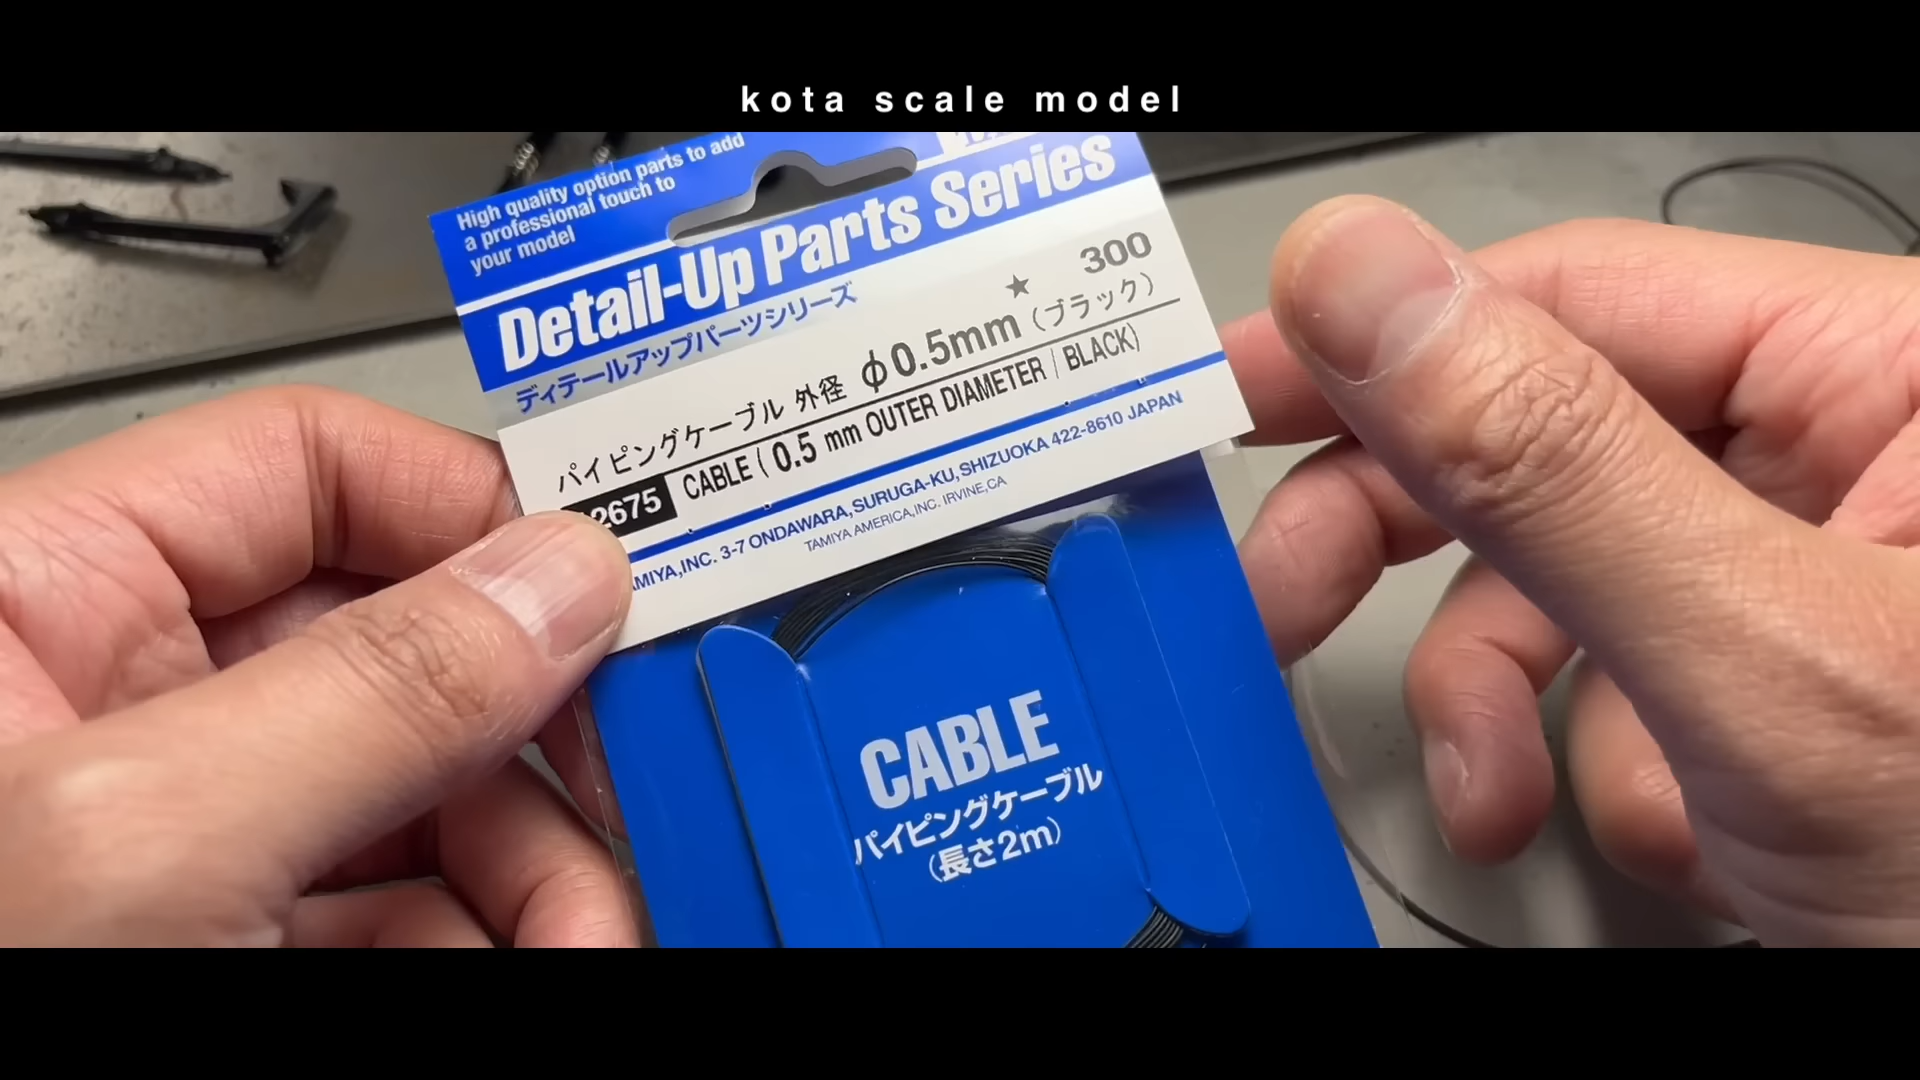 kota scale model
High quality option parts to add
a professional touch to
your model
Detail-Up Parts Series
ディテールアップパーツシリーズ
★ 300
パイピングケーブル 外径 φ0.5mm（ブラック）
2675 CABLE ( 0.5 mm OUTER DIAMETER / BLACK)
MIYA,INC. 3-7 ONDAWARA,SURUGA-KU,SHIZUOKA 422-8610 JAPAN
TAMIYA AMERICA,INC. IRVINE,CA
CABLE
パイピングケーブル
（長さ2m）